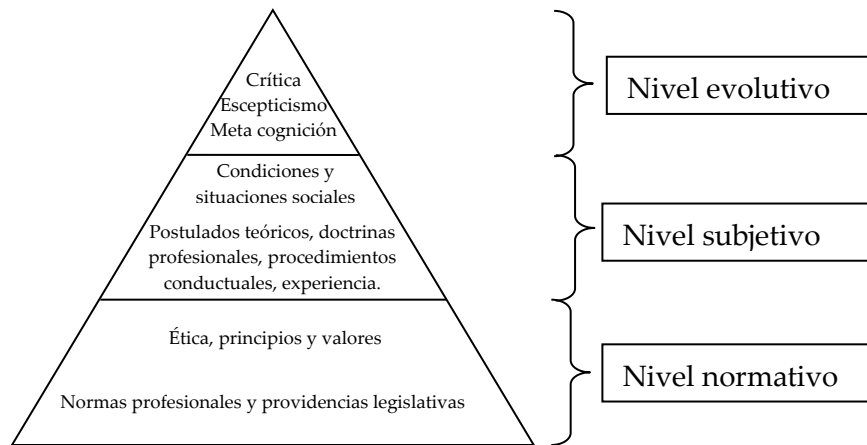 Crítica
Escepticismo
Meta cognición
Nivel evolutivo
Condiciones y
situaciones sociales
Postulados teóricos, doctrinas
profesionales, procedimientos
conductuales, experiencia.
Nivel subjetivo
Ética, principios y valores
Normas profesionales y providencias legislativas
Nivel normativo